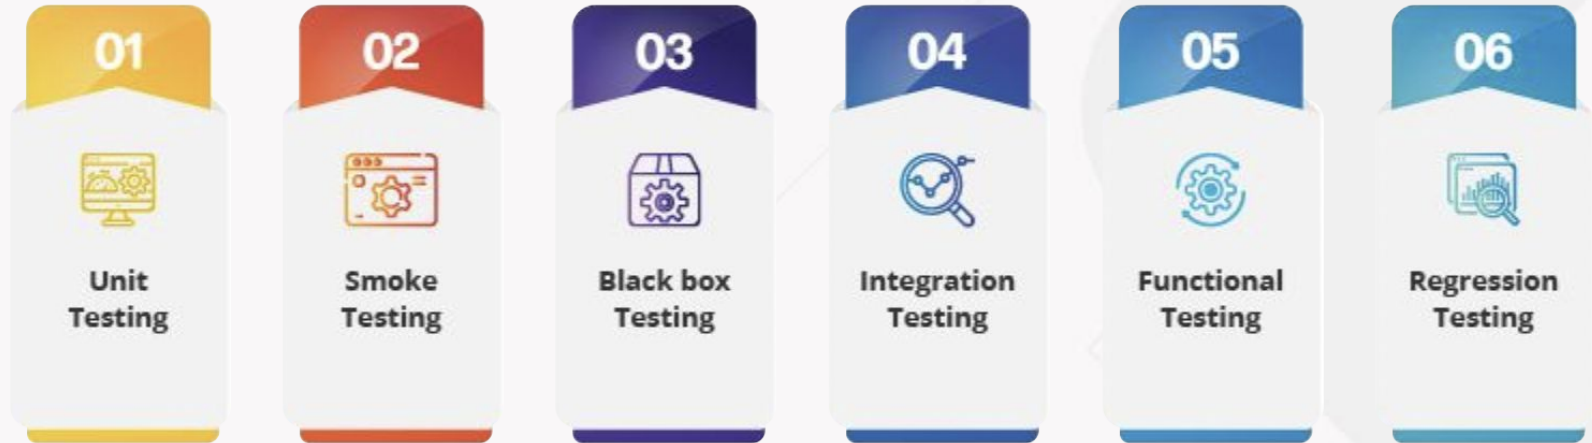 01
Unit
Testing
02
Smoke
Testing
03
Black box
Testing
04
Integration
Testing
05
Functional
Testing
06
Regression
Testing